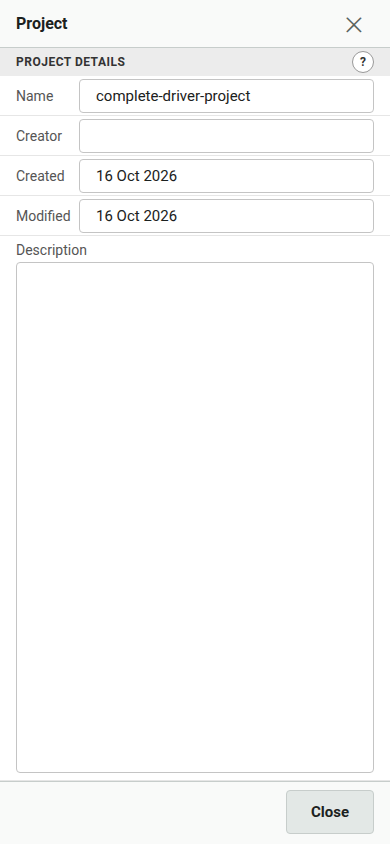 Project
PROJECT DETAILS ?
Name complete-driver-project
Creator
Created 16 Oct 2026
Modified 16 Oct 2026
Description
Close